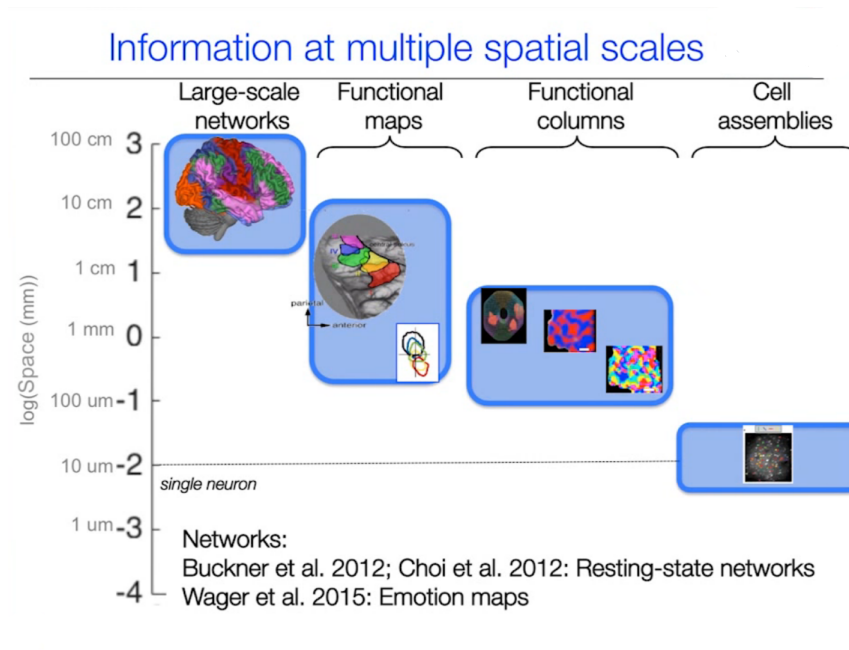 Information at multiple spatial scales
Large-scale
networks
Functional
maps
Functional
columns
Cell
assemblies
log(Space (mm))
100 cm 3
10 cm 2
1 cm 1
1 mm 0
100 um -1
10 um -2
1 um -3
-4
parietal
anterior
single neuron
Networks:
Buckner et al. 2012; Choi et al. 2012: Resting-state networks
Wager et al. 2015: Emotion maps